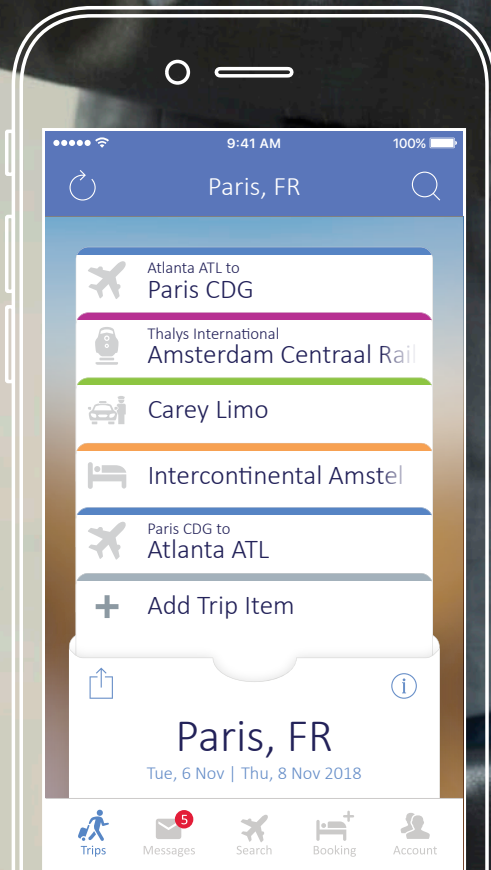 9:41 AM
100%
Paris, FR
Atlanta ATL to
Paris CDG
Thalys International
Amsterdam Centraal Rail
Carey Limo
Intercontinental Amstel
Paris CDG to
Atlanta ATL
Add Trip Item
Paris, FR
Tue, 6 Nov | Thu, 8 Nov 2018
5
Trips
Messages
Search
Booking
Account